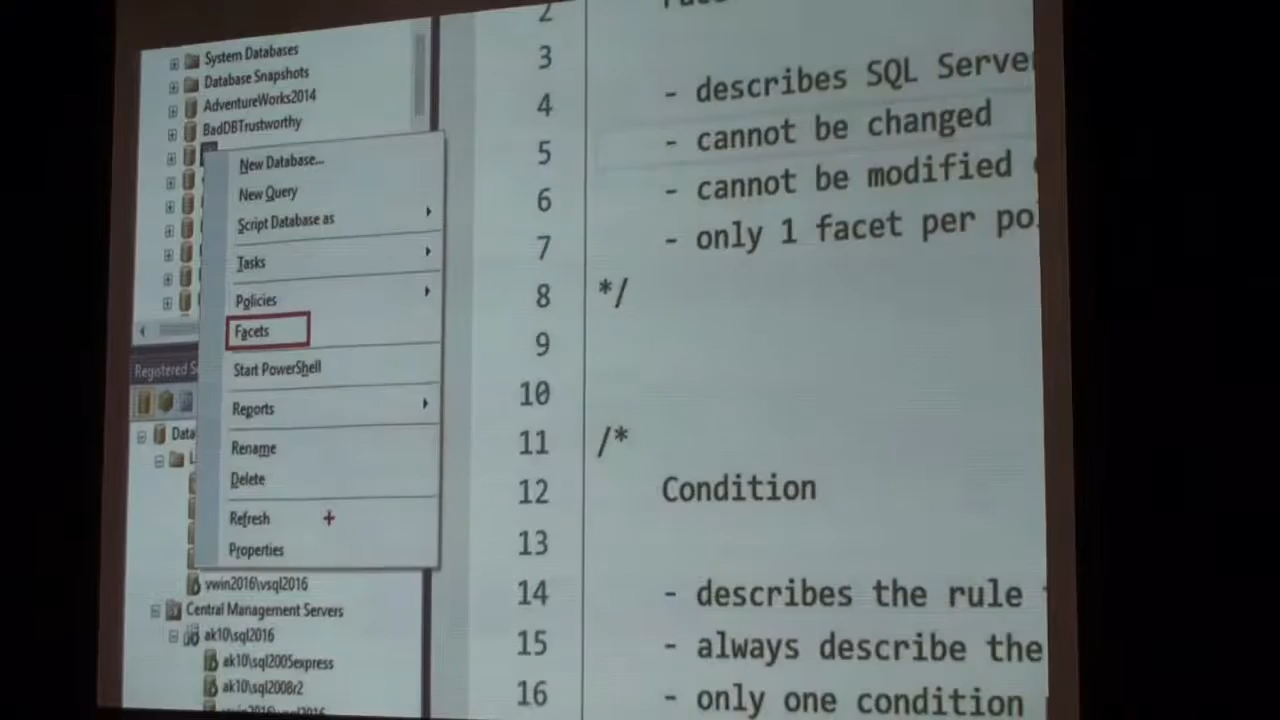 System Databases
Database Snapshots
AdventureWorks2014
BadDBTrustworthy
New Database...
New Query
Script Database as
Tasks
Policies
Facets
Start PowerShell
Reports
Rename
Delete
Refresh
Properties
Registered
Data
vwin2016\vsql2016
Central Management Servers
ak10\sql2016
ak10\sql2005express
ak10\sql2008r2
2
3
4 - describes SQL Serve
5 - cannot be changed
6 - cannot be modified
7 - only 1 facet per po
8 */
9
10
11 /*
12 Condition
13
14 - describes the rule
15 - always describe the
16 - only one condition